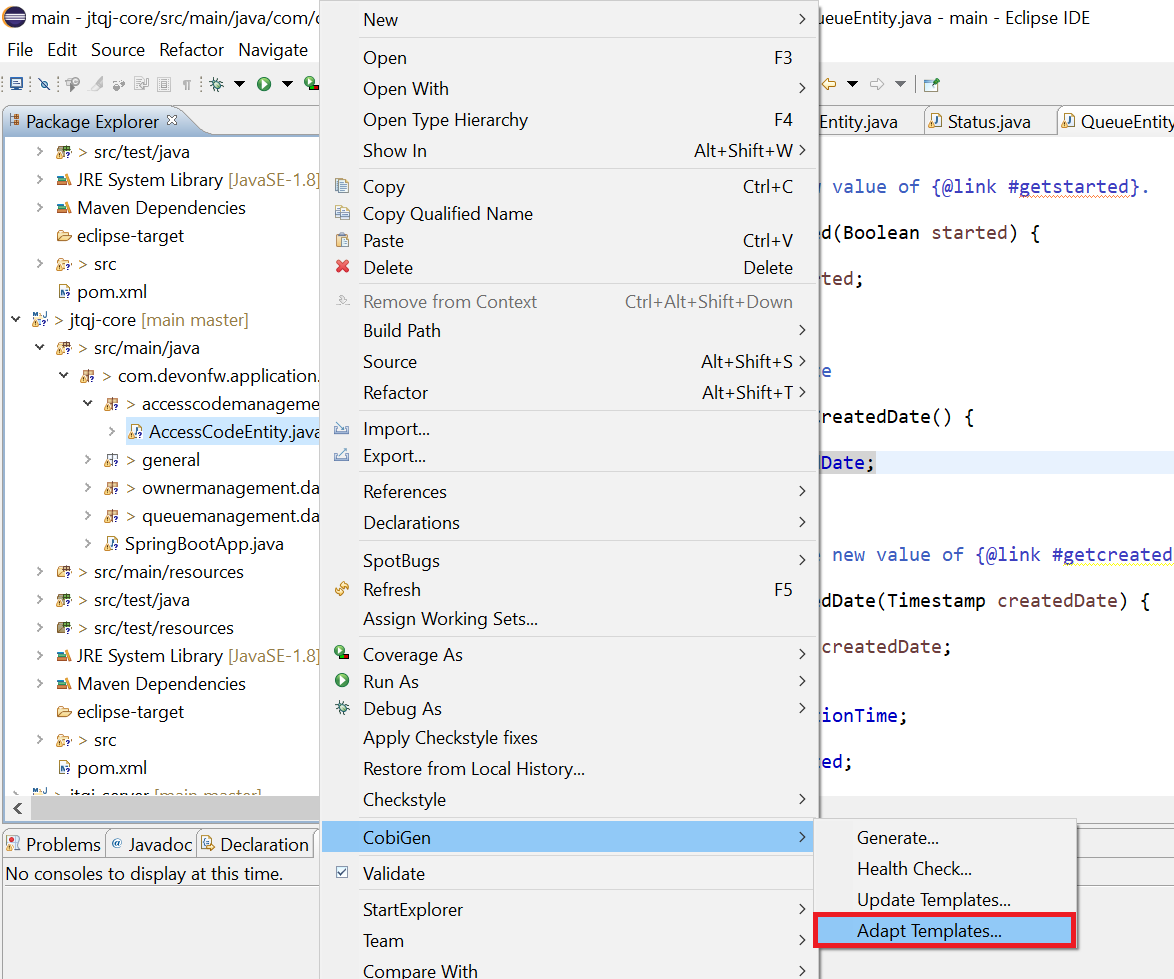 main - jtqj-core/src/main/java/com/
ueueEntity.java - main - Eclipse IDE
File Edit Source Refactor Navigate
Package Explorer
> src/test/java
JRE System Library [JavaSE-1.8]
Maven Dependencies
eclipse-target
> src
pom.xml
> jtqj-core [main master]
> src/main/java
> com.devonfw.application.
> accesscodemanageme
AccessCodeEntity.java
> general
> ownermanagement.da
> queuemanagement.da
SpringBootApp.java
> src/main/resources
> src/test/java
> src/test/resources
JRE System Library [JavaSE-1.8]
Maven Dependencies
eclipse-target
> src
pom.xml
> jtqj-server [main master]
Problems
@ Javadoc
Declaration
No consoles to display at this time.
New
Open F3
Open With
Open Type Hierarchy F4
Show In Alt+Shift+W
Copy Ctrl+C
Copy Qualified Name
Paste Ctrl+V
Delete Delete
Remove from Context Ctrl+Alt+Shift+Down
Build Path
Source Alt+Shift+S
Refactor Alt+Shift+T
Import...
Export...
References
Declarations
SpotBugs
Refresh F5
Assign Working Sets...
Coverage As
Run As
Debug As
Apply Checkstyle fixes
Restore from Local History...
Checkstyle
CobiGen
Validate
StartExplorer
Team
Compare With
Generate...
Health Check...
Update Templates...
Adapt Templates...
Entity.java
Status.java
QueueEntity
value of {@link #getstarted}.
d(Boolean started) {
ted;
e
reatedDate() {
Date;
new value of {@link #getcreated
dDate(Timestamp createdDate) {
createdDate;
ionTime;
ed;